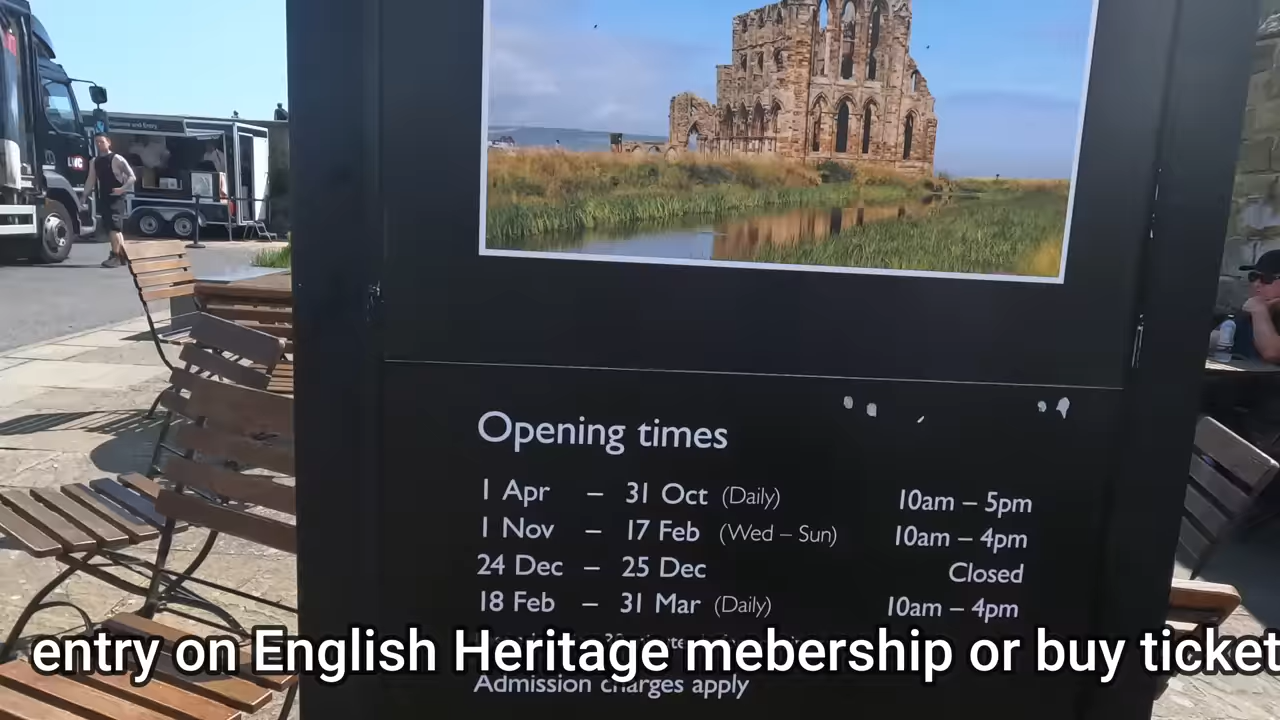 LWC
Opening times
1 Apr – 31 Oct (Daily) 10am – 5pm
1 Nov – 17 Feb (Wed – Sun) 10am – 4pm
24 Dec – 25 Dec Closed
18 Feb – 31 Mar (Daily) 10am – 4pm
entry on English Heritage mebership or buy ticket
Admission charges apply